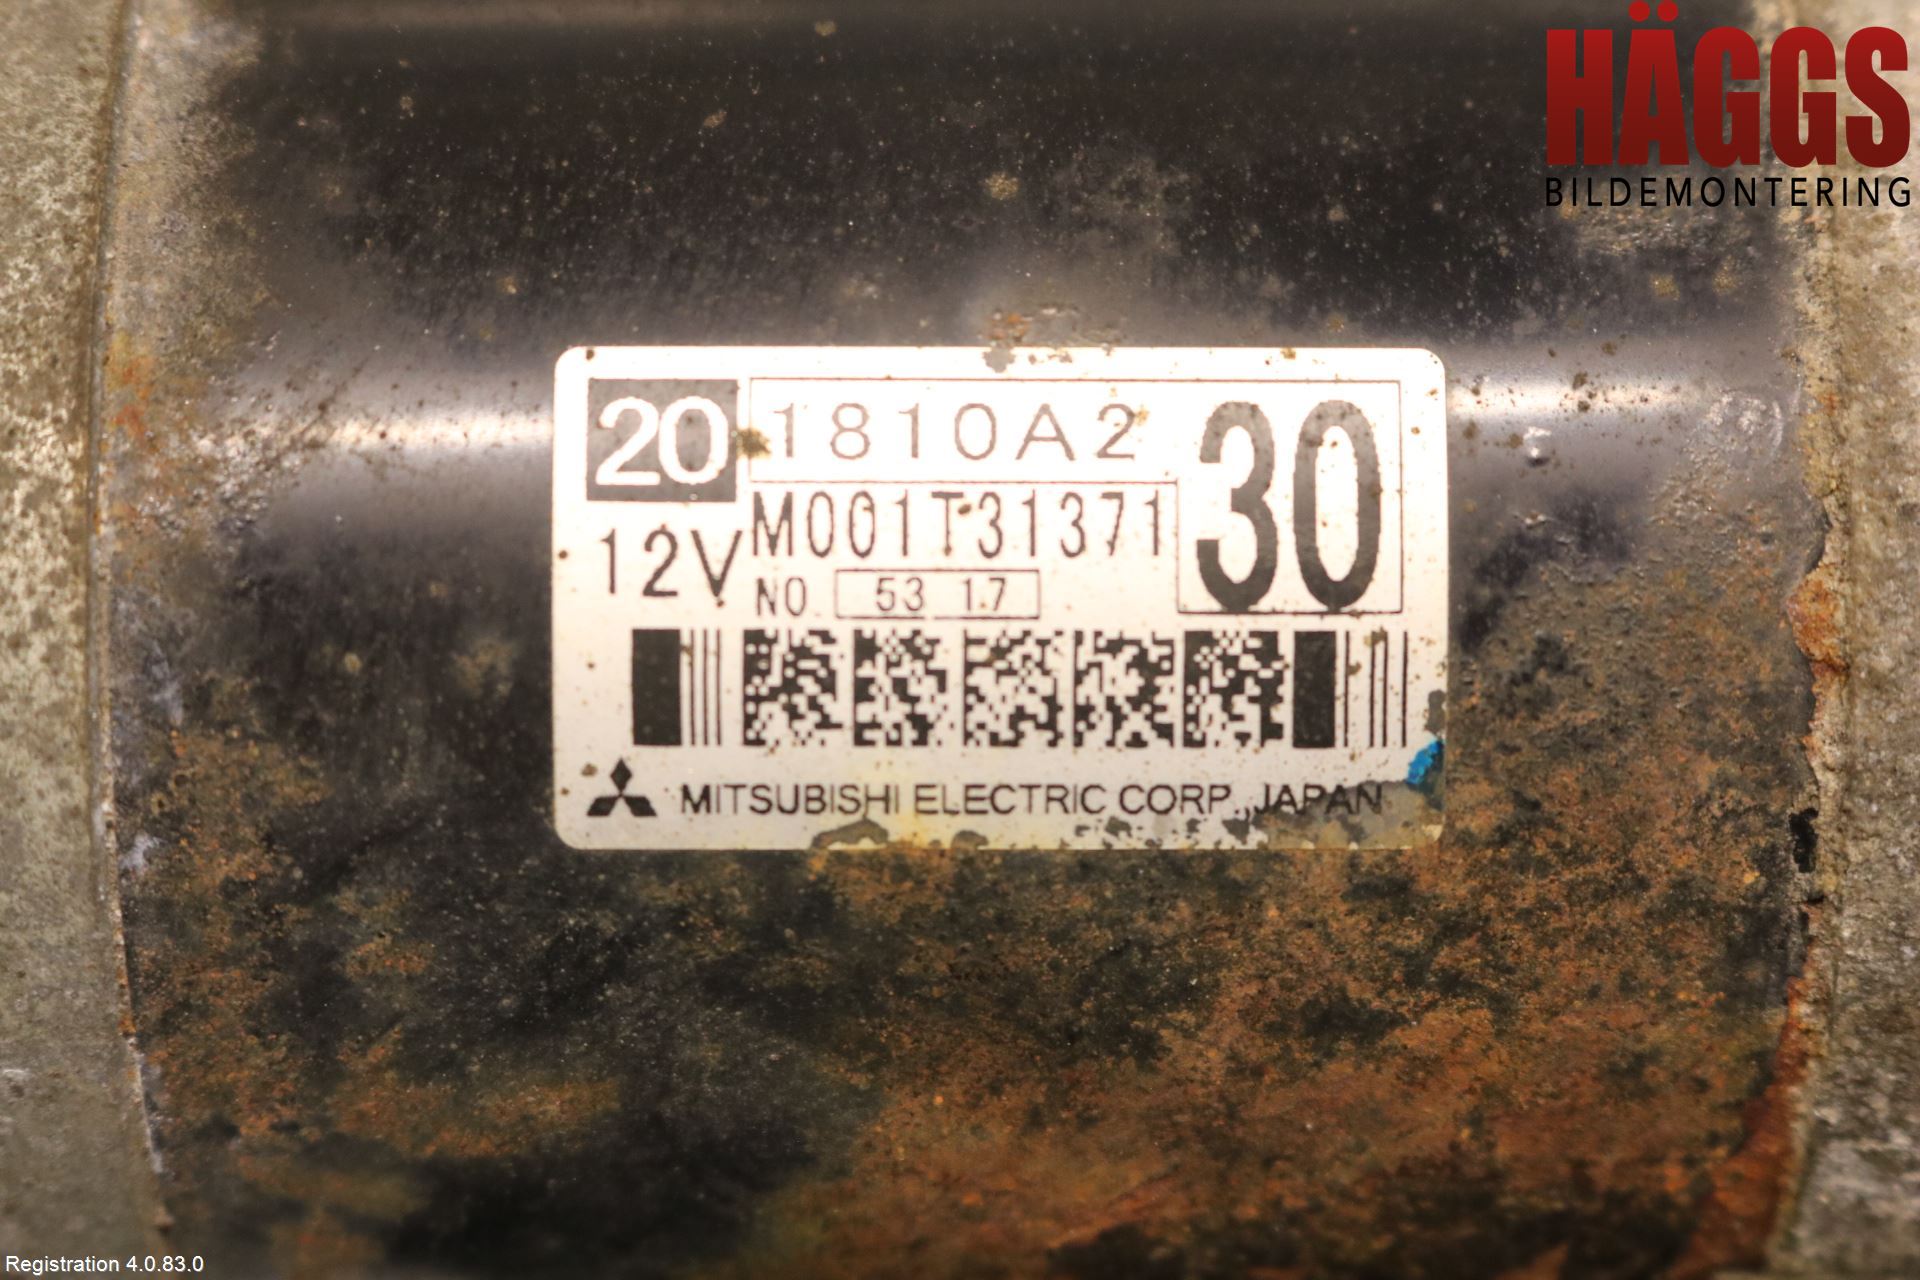 HÄGGS
BILDEMONTERING
20 1810A2 30
12V M001T31371
NO 53 17
MITSUBISHI ELECTRIC CORP. JAPAN
Registration 4.0.83.0